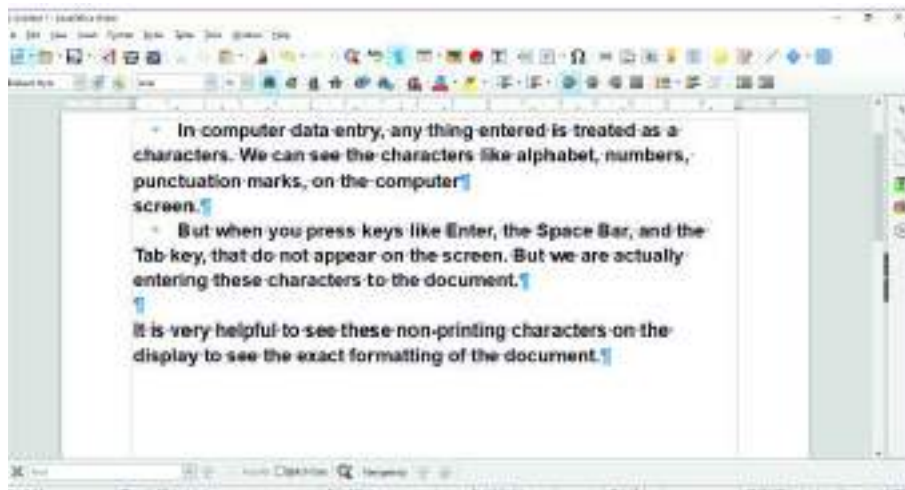 In computer data entry, any thing entered is treated as a
characters. We can see the characters like alphabet, numbers,
punctuation marks, on the computer¶
screen.¶
But when you press keys like Enter, the Space Bar, and the
Tab key, that do not appear on the screen. But we are actually
entering these characters to the document.¶
¶
It is very helpful to see these non-printing characters on the
display to see the exact formatting of the document.¶